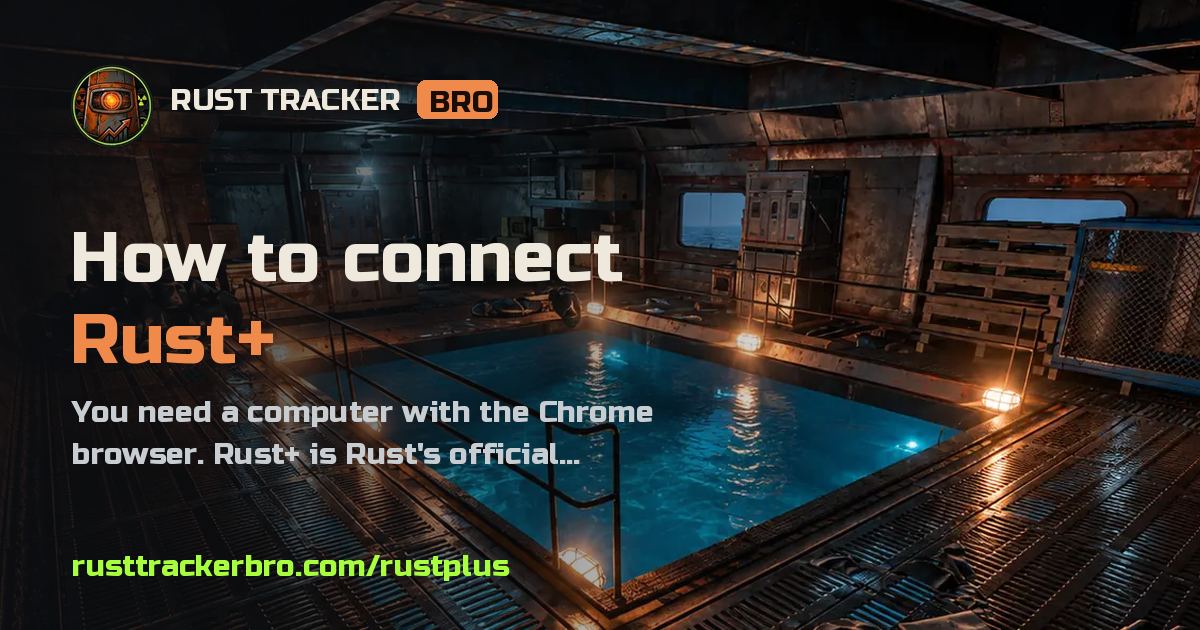 RUST TRACKER BRO
How to connect
Rust+
You need a computer with the Chrome
browser. Rust+ is Rust's official...
rusttrackerbro.com/rustplus